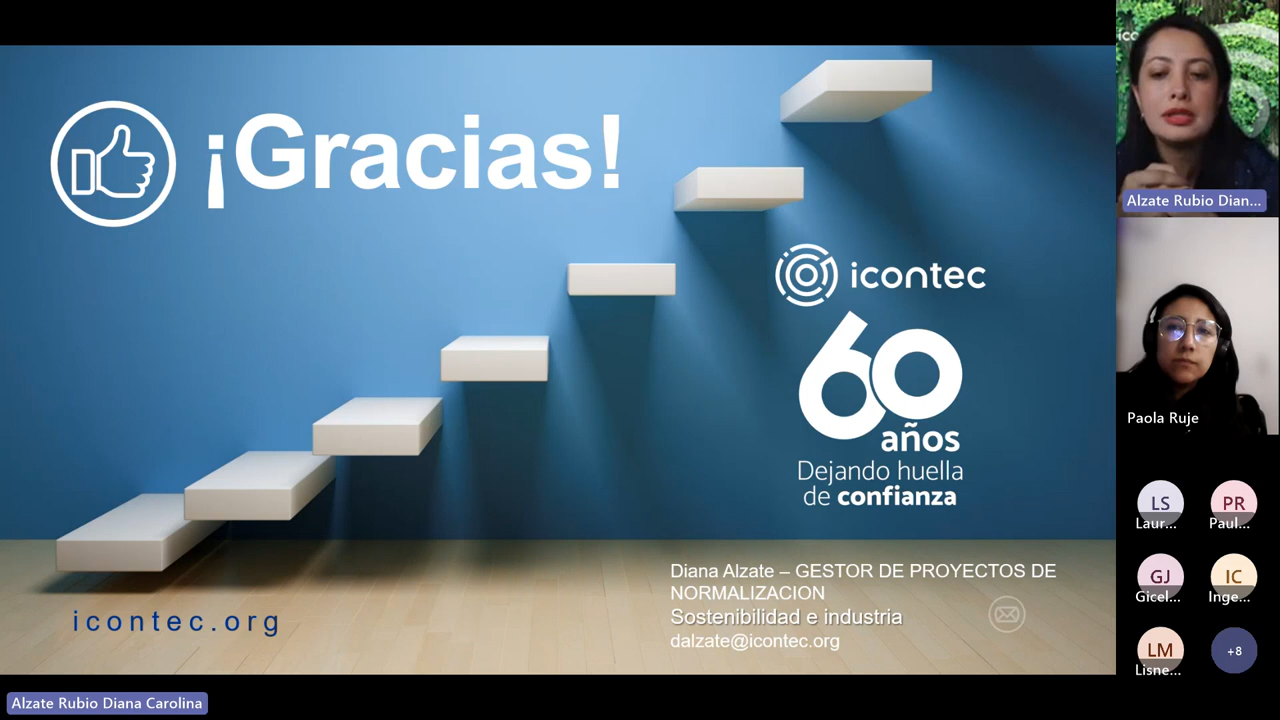 ¡Gracias!
icontec
60
años
Dejando huella
de confianza
Diana Alzate – GESTOR DE PROYECTOS DE
NORMALIZACION
Sostenibilidad e industria
dalzate@icontec.org
icontec.org
Alzate Rubio Diana Carolina
ico
Alzate Rubio Dian...
Paola Ruje
LS
Laur...
PR
Paul...
GJ
Gicel...
IC
Inge...
LM
Lisne...
+8